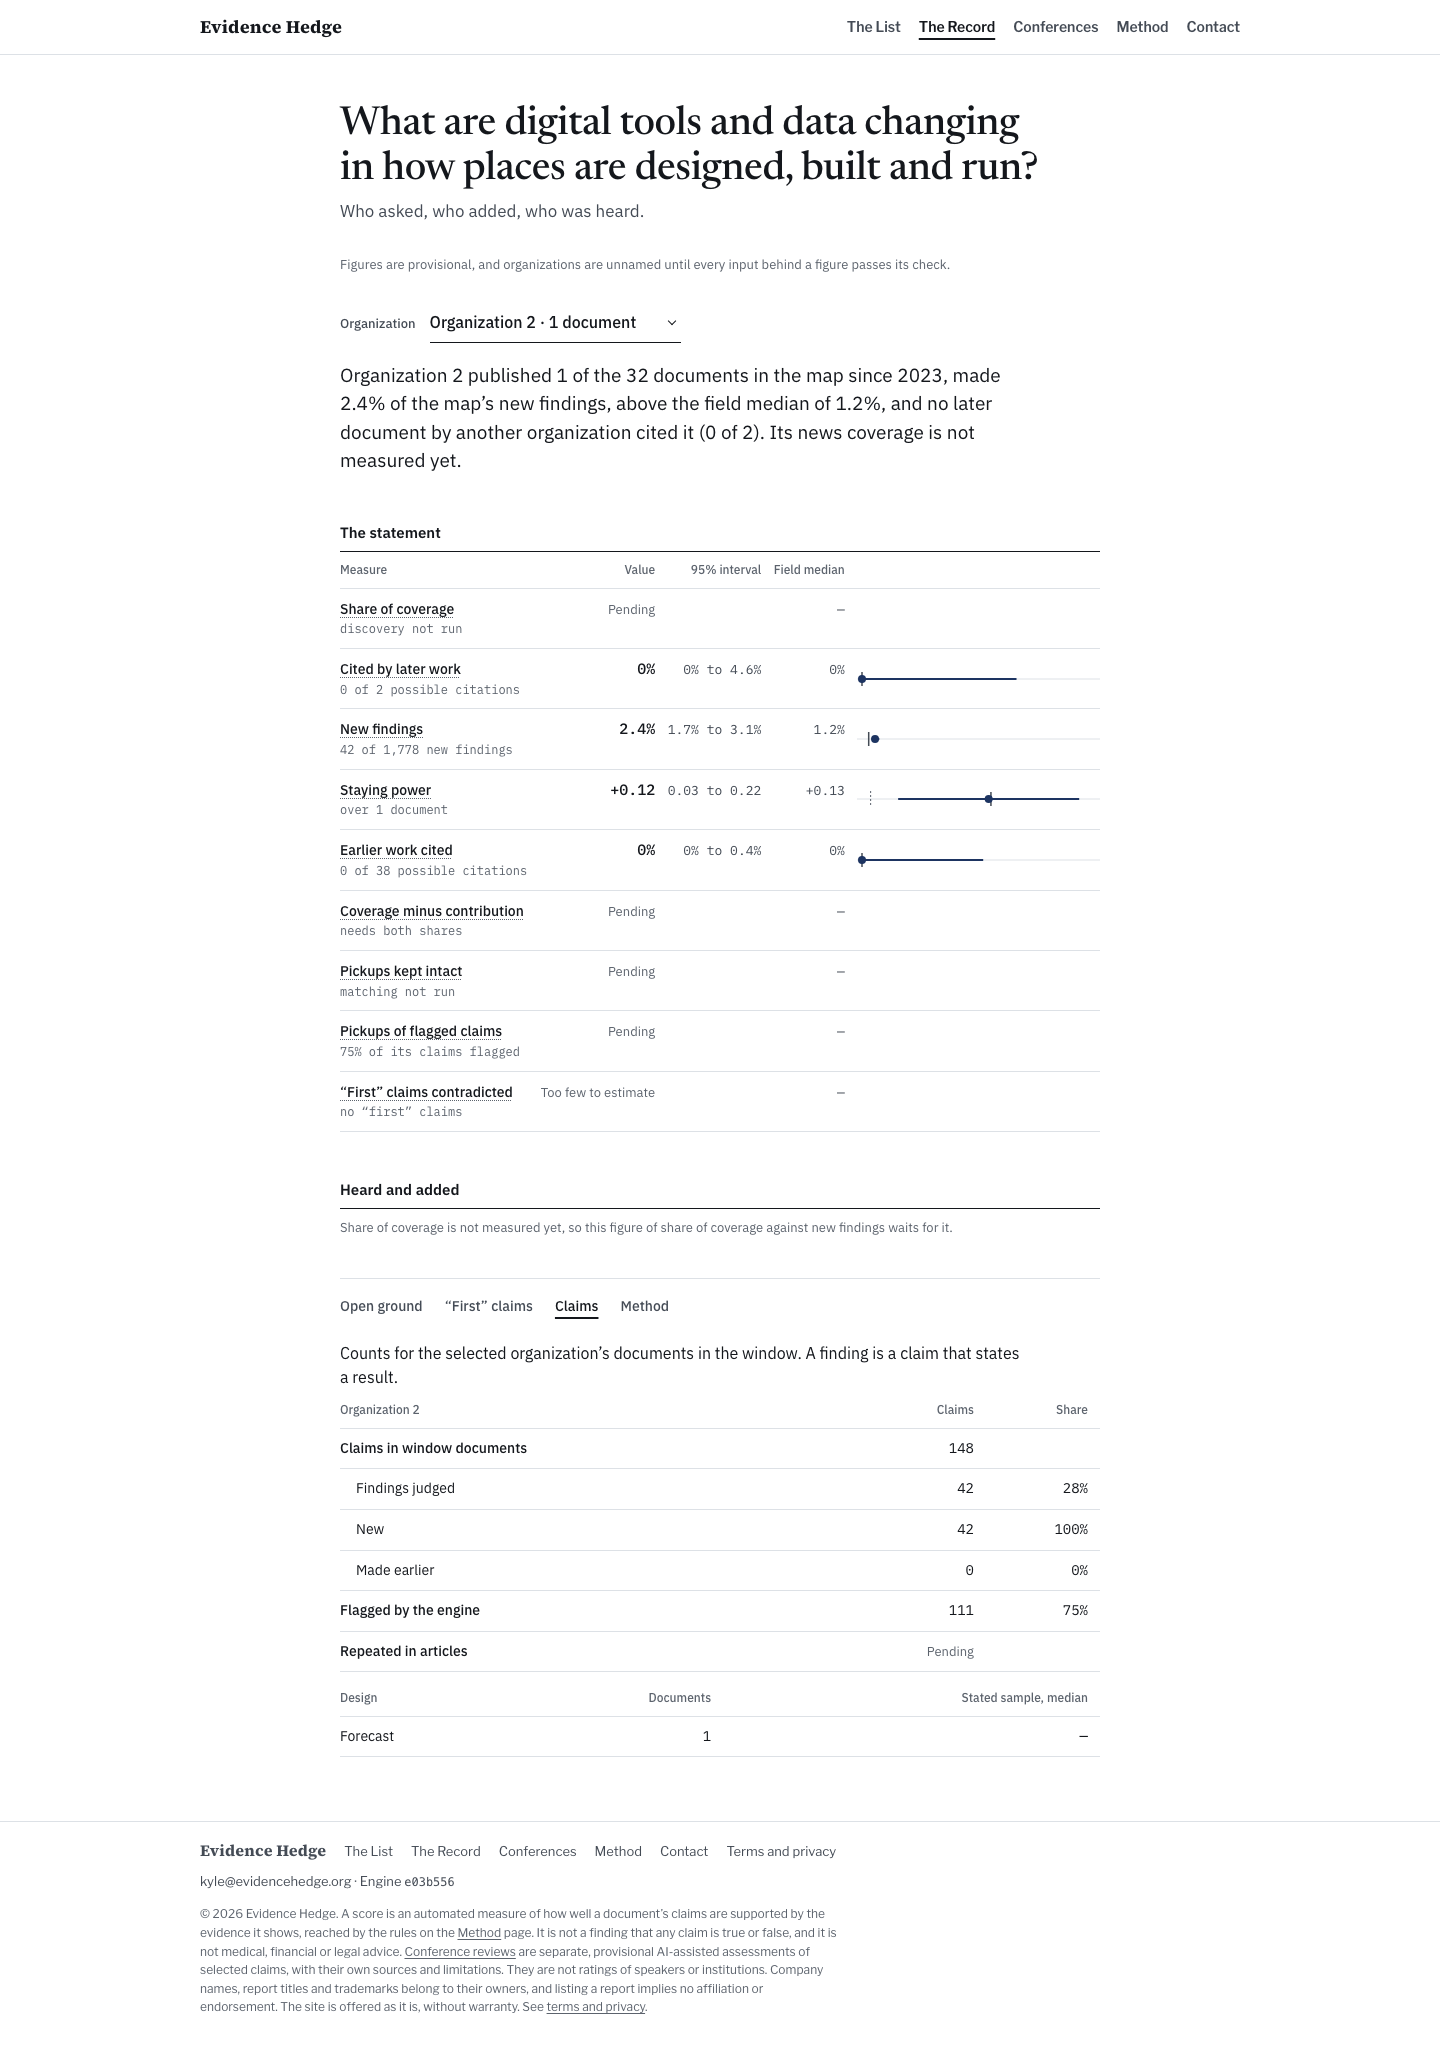 Evidence Hedge
The List The Record Conferences Method Contact
What are digital tools and data changing
in how places are designed, built and run?
Who asked, who added, who was heard.
Figures are provisional, and organizations are unnamed until every input behind a figure passes its check.
Organization Organization 2 · 1 document
Organization 2 published 1 of the 32 documents in the map since 2023, made
2.4% of the map’s new findings, above the field median of 1.2%, and no later
document by another organization cited it (0 of 2). Its news coverage is not
measured yet.
The statement
Measure Value 95% interval Field median
Share of coverage Pending —
discovery not run
Cited by later work 0% 0% to 4.6% 0%
0 of 2 possible citations
New findings 2.4% 1.7% to 3.1% 1.2%
42 of 1,778 new findings
Staying power +0.12 0.03 to 0.22 +0.13
over 1 document
Earlier work cited 0% 0% to 0.4% 0%
0 of 38 possible citations
Coverage minus contribution Pending —
needs both shares
Pickups kept intact Pending —
matching not run
Pickups of flagged claims Pending —
75% of its claims flagged
“First” claims contradicted Too few to estimate —
no “first” claims
Heard and added
Share of coverage is not measured yet, so this figure of share of coverage against new findings waits for it.
Open ground “First” claims Claims Method
Counts for the selected organization’s documents in the window. A finding is a claim that states
a result.
Organization 2 Claims Share
Claims in window documents 148
Findings judged 42 28%
New 42 100%
Made earlier 0 0%
Flagged by the engine 111 75%
Repeated in articles Pending
Design Documents Stated sample, median
Forecast 1 —
Evidence Hedge The List The Record Conferences Method Contact Terms and privacy
kyle@evidencehedge.org · Engine e03b556
© 2026 Evidence Hedge. A score is an automated measure of how well a document’s claims are supported by the
evidence it shows, reached by the rules on the Method page. It is not a finding that any claim is true or false, and it is
not medical, financial or legal advice. Conference reviews are separate, provisional AI-assisted assessments of
selected claims, with their own sources and limitations. They are not ratings of speakers or institutions. Company
names, report titles and trademarks belong to their owners, and listing a report implies no affiliation or
endorsement. The site is offered as it is, without warranty. See terms and privacy.